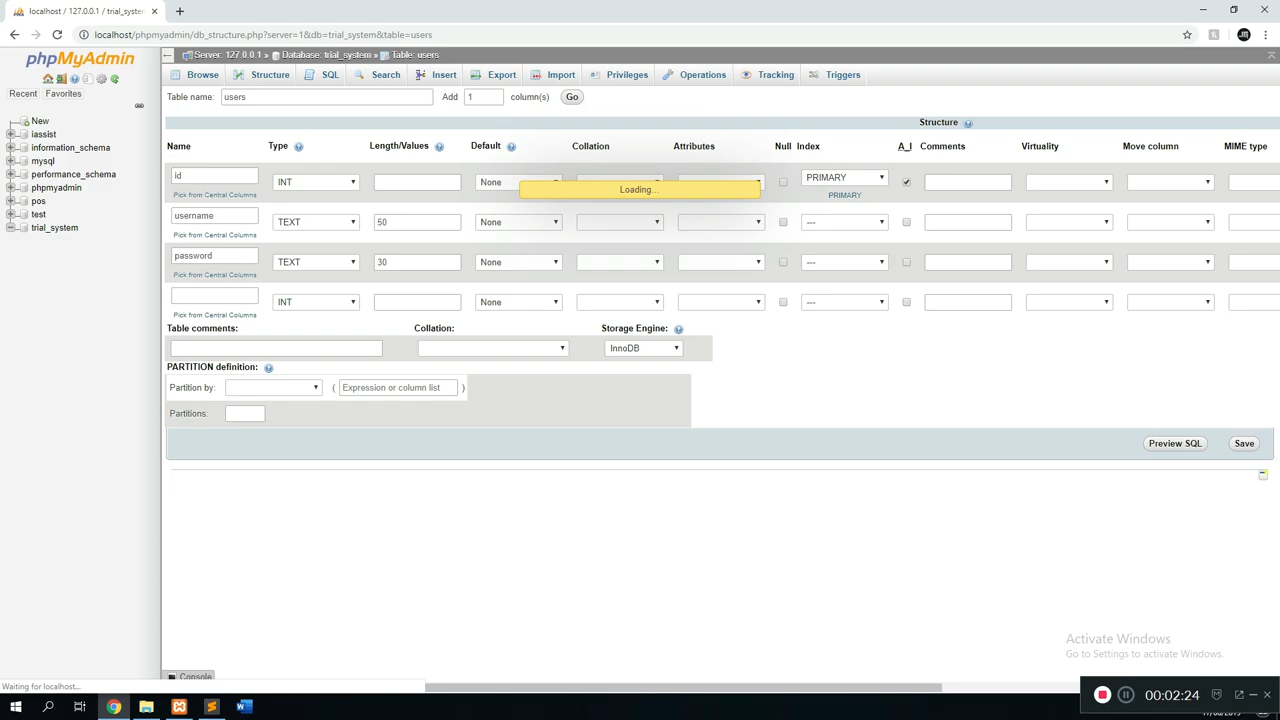 localhost / 127.0.0.1 / trial_system
localhost/phpmyadmin/db_structure.php?server=1&db=trial_system&table=users
phpMyAdmin
Recent Favorites
New
iassist
information_schema
mysql
performance_schema
phpmyadmin
pos
test
trial_system
Server: 127.0.0.1 » Database: trial_system » Table: users
Browse Structure SQL Search Insert Export Import Privileges Operations Tracking Triggers
Table name: users Add 1 column(s) Go
Structure
Name Type Length/Values Default Collation Attributes Null Index A_I Comments Virtuality Move column MIME type
id INT None PRIMARY
Pick from Central Columns PRIMARY
Loading...
username TEXT 50 None ---
Pick from Central Columns
password TEXT 30 None ---
Pick from Central Columns
INT None ---
Pick from Central Columns
Table comments: Collation: Storage Engine:
InnoDB
PARTITION definition:
Partition by: ( Expression or column list )
Partitions:
Preview SQL Save
Console
Activate Windows
Go to Settings to activate Windows.
Waiting for localhost...
00:02:24